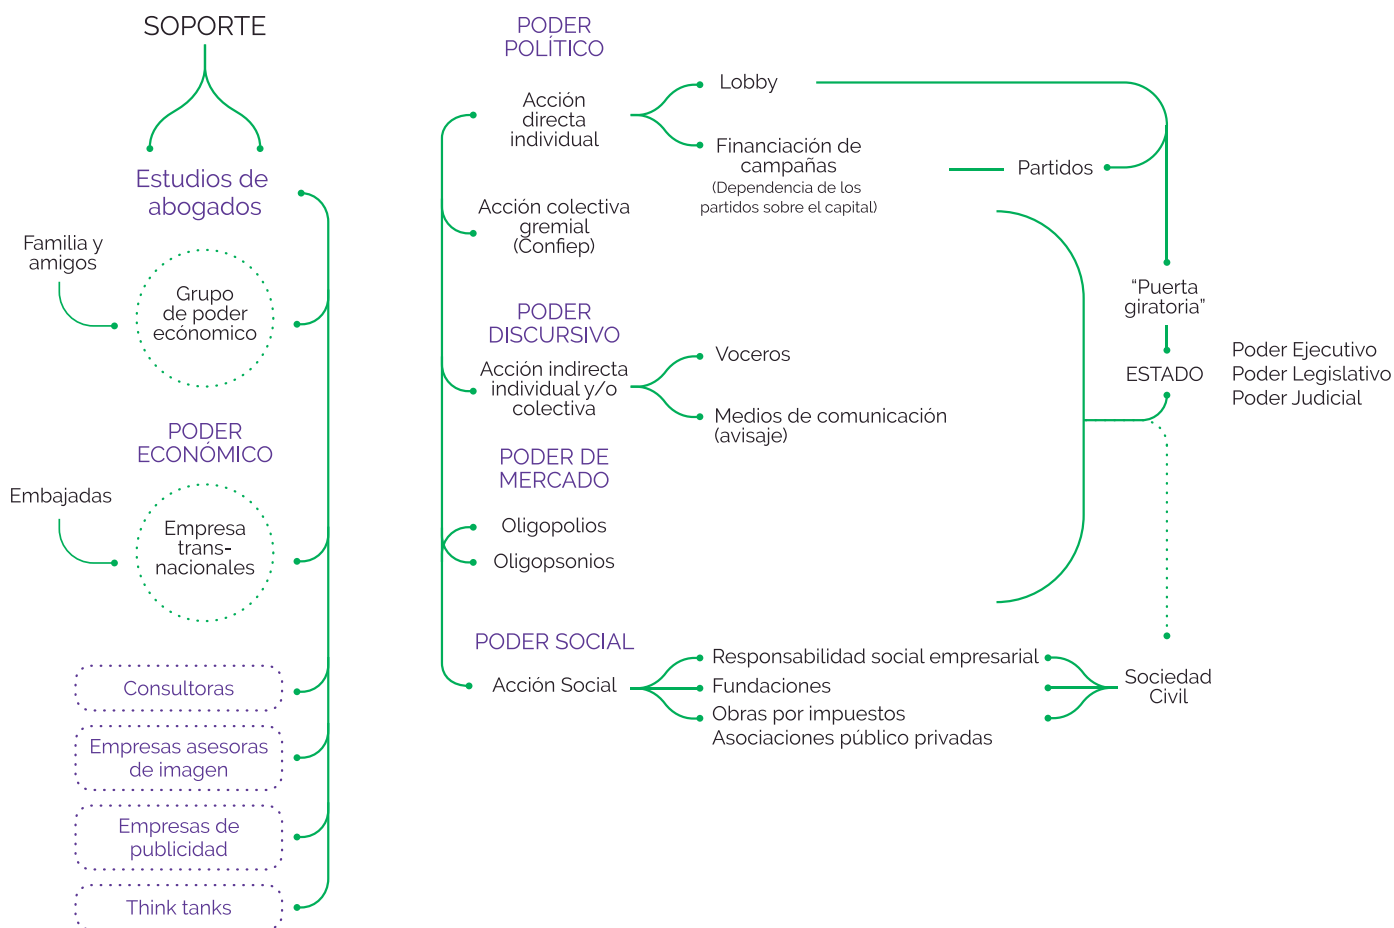 SOPORTE
Estudios de
abogados
Familia y
amigos
Grupo
de poder
ecónomico
PODER
ECONÓMICO
Embajadas
Empresa
trans-
nacionales
Consultoras
Empresas asesoras
de imagen
Empresas de
publicidad
Think tanks
PODER
POLÍTICO
Acción
directa
individual
Lobby
Financiación de
campañas
(Dependencia de los
partidos sobre el capital)
Partidos
Acción colectiva
gremial
(Confiep)
PODER
DISCURSIVO
Acción indirecta
individual y/o
colectiva
Voceros
Medios de comunicación
(avisaje)
PODER DE
MERCADO
Oligopolios
Oligopsonios
PODER SOCIAL
Acción Social
Responsabilidad social empresarial
Fundaciones
Obras por impuestos
Asociaciones público privadas
“Puerta
giratoria”
ESTADO
Poder Ejecutivo
Poder Legislativo
Poder Judicial
Sociedad
Civil